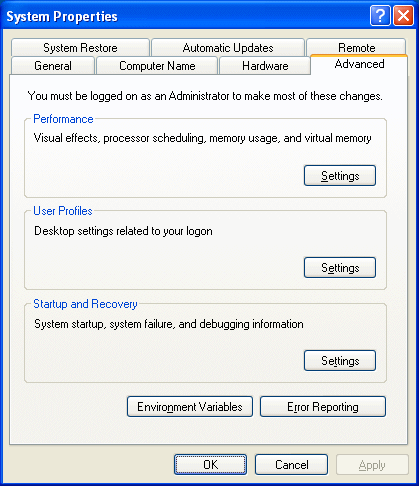 System Properties
System Restore Automatic Updates Remote
General Computer Name Hardware Advanced
You must be logged on as an Administrator to make most of these changes.
Performance
Visual effects, processor scheduling, memory usage, and virtual memory
Settings
User Profiles
Desktop settings related to your logon
Settings
Startup and Recovery
System startup, system failure, and debugging information
Settings
Environment Variables Error Reporting
OK Cancel Apply